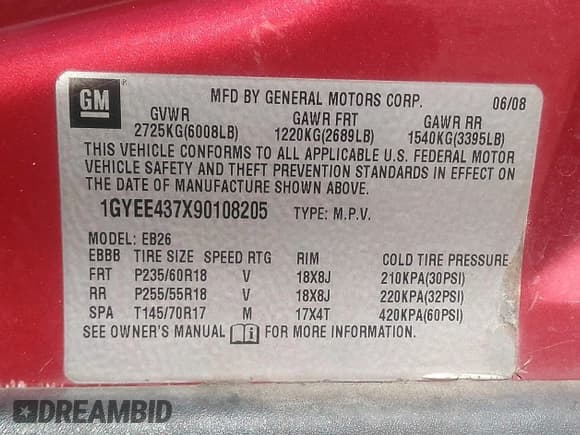 GM ®
MFD BY GENERAL MOTORS CORP. 06/08
GVWR GAWR FRT GAWR RR
2725KG(6008LB) 1220KG(2689LB) 1540KG(3395LB)
THIS VEHICLE CONFORMS TO ALL APPLICABLE U.S. FEDERAL MOTOR
VEHICLE SAFETY AND THEFT PREVENTION STANDARDS IN EFFECT ON
THE DATE OF MANUFACTURE SHOWN ABOVE.
1GYEE437X90108205 TYPE: M.P.V.
MODEL: EB26
EBBB TIRE SIZE SPEED RTG RIM COLD TIRE PRESSURE
FRT P235/60R18 V 18X8J 210KPA(30PSI)
RR P255/55R18 V 18X8J 220KPA(32PSI)
SPA T145/70R17 M 17X4T 420KPA(60PSI)
SEE OWNER'S MANUAL FOR MORE INFORMATION.
DREAMBID